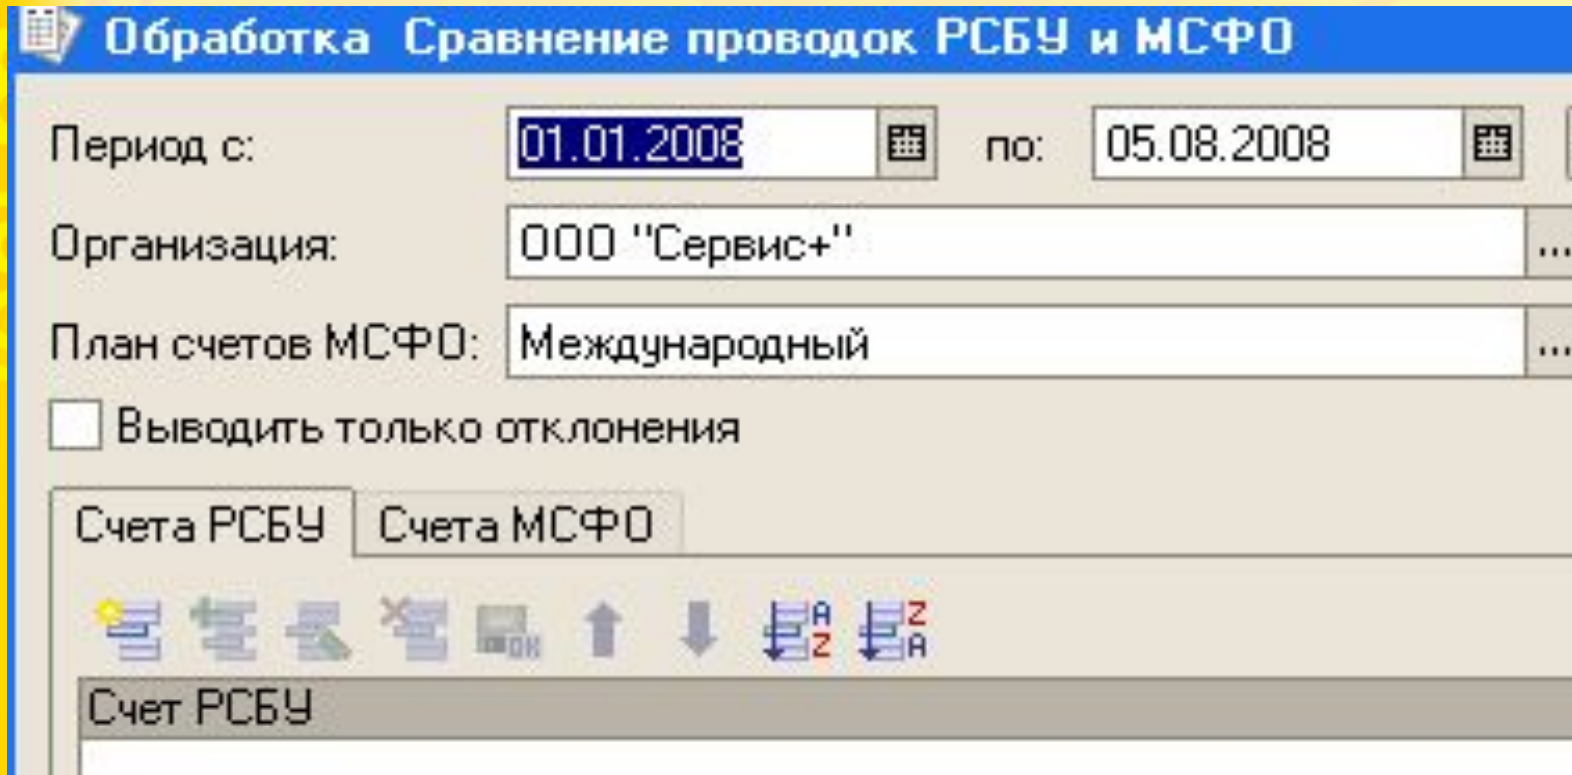 Обработка Сравнение проводок РСБУ и МСФО
Период с: 01.01.2008 по: 05.08.2008
Организация: ООО "Сервис+" ...
План счетов МСФО: Международный ...
Выводить только отклонения
Счета РСБУ Счета МСФО
OK A Z Z A
Счет РСБУ